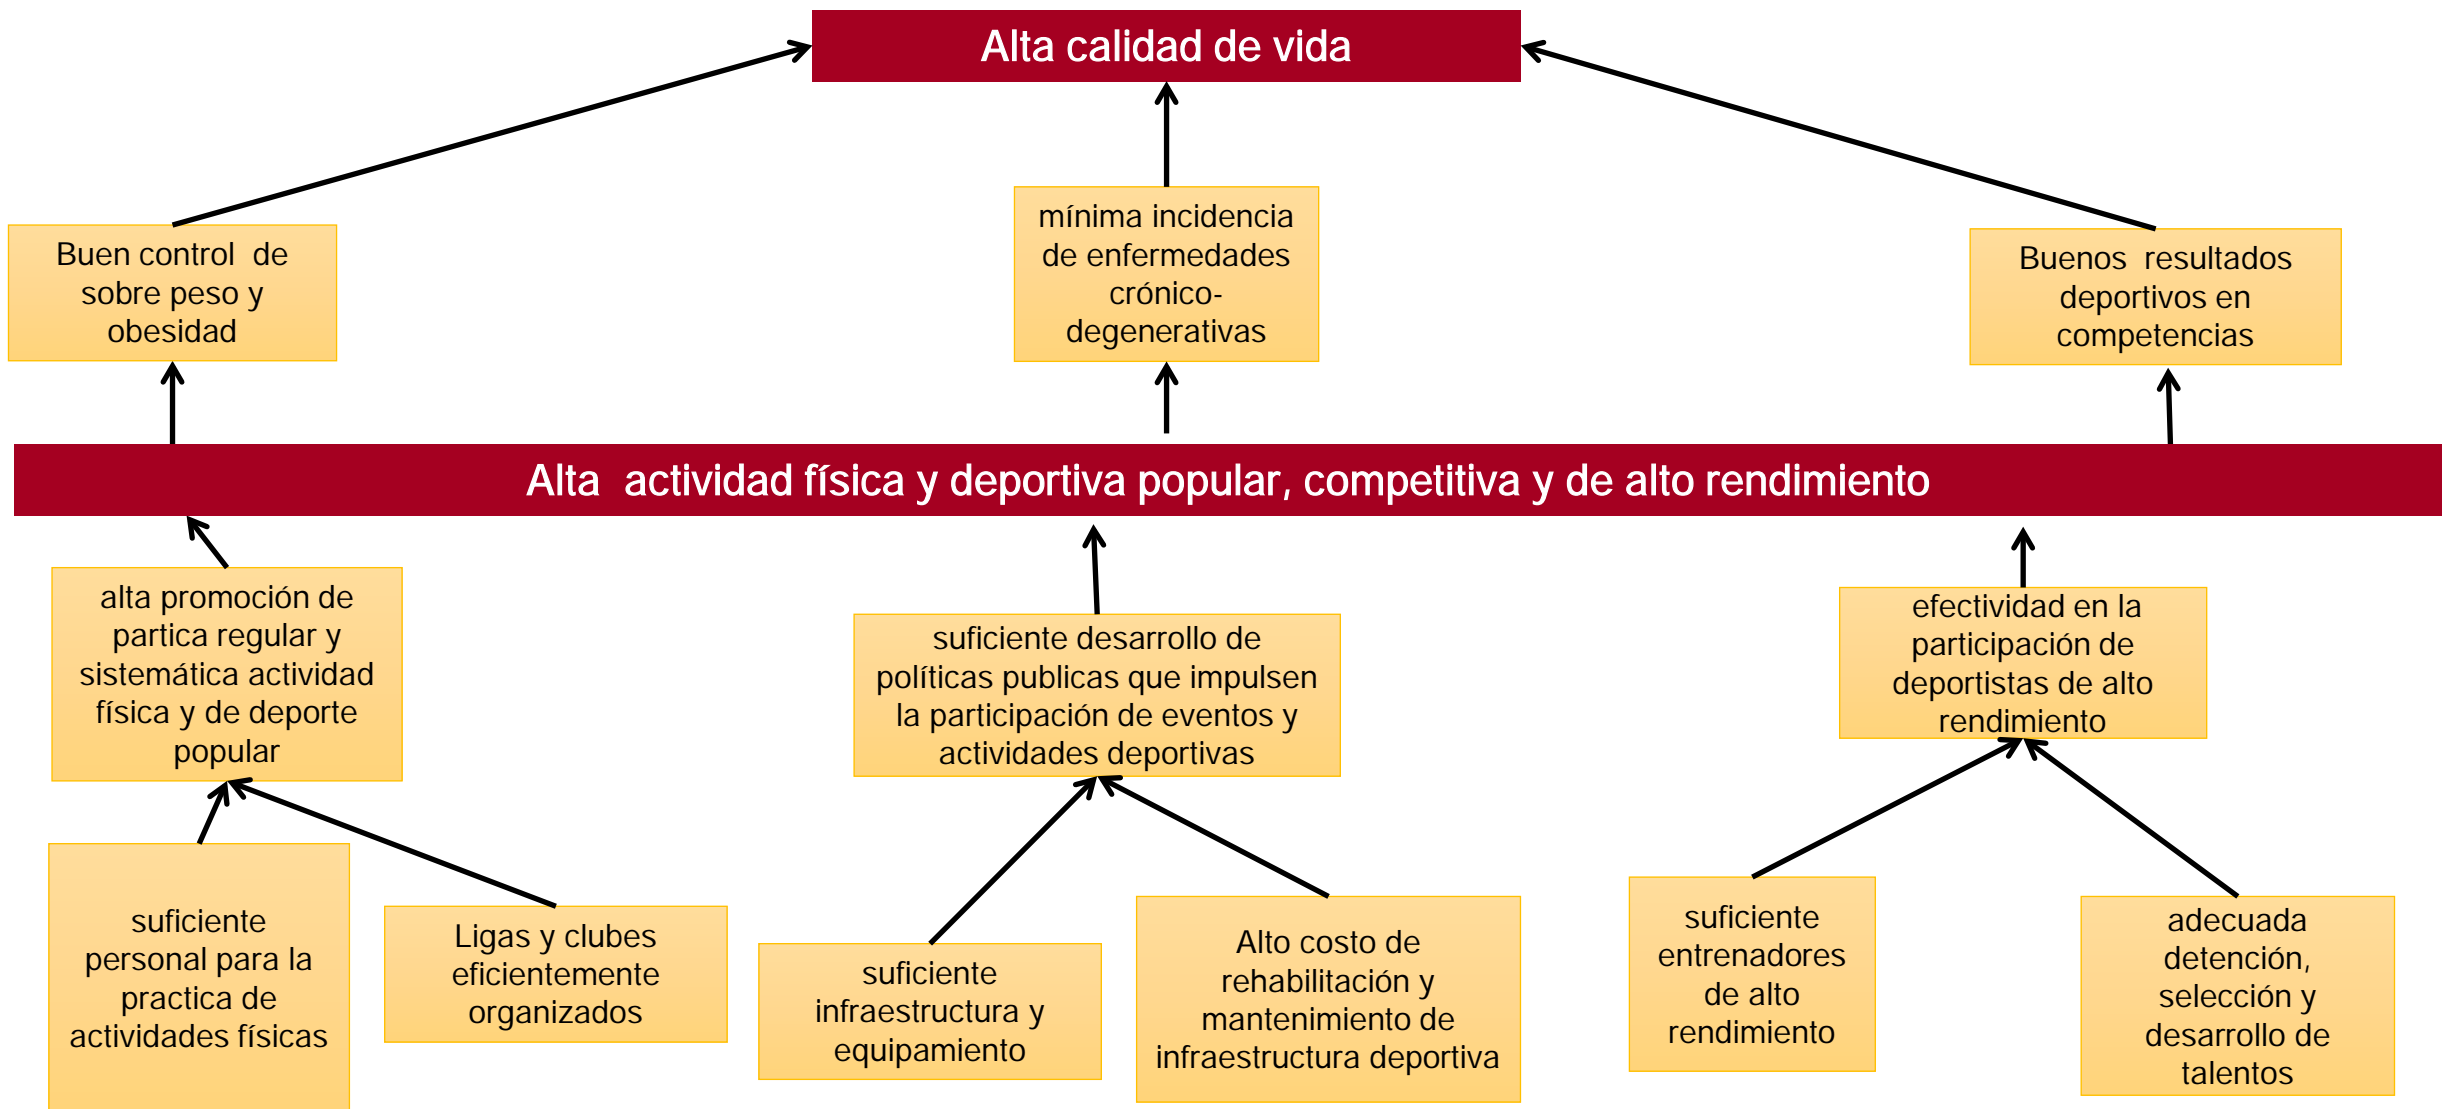 Alta calidad de vida
Buen control  de
sobre peso y
obesidad
mínima incidencia
de enfermedades
crónico-
degenerativas
Buenos  resultados
deportivos en
competencias
Alta  actividad física y deportiva popular, competitiva y de alto rendimiento
alta promoción de
partica regular y
sistemática actividad
física y de deporte
popular
suficiente desarrollo de
políticas publicas que impulsen
la participación de eventos y
actividades deportivas
efectividad en la
participación de
deportistas de alto
rendimiento
suficiente
personal para la
practica de
actividades físicas
Ligas y clubes
eficientemente
organizados
suficiente
infraestructura y
equipamiento
Alto costo de
rehabilitación y
mantenimiento de
infraestructura deportiva
suficiente
entrenadores
de alto
rendimiento
adecuada
detención,
selección y
desarrollo de
talentos